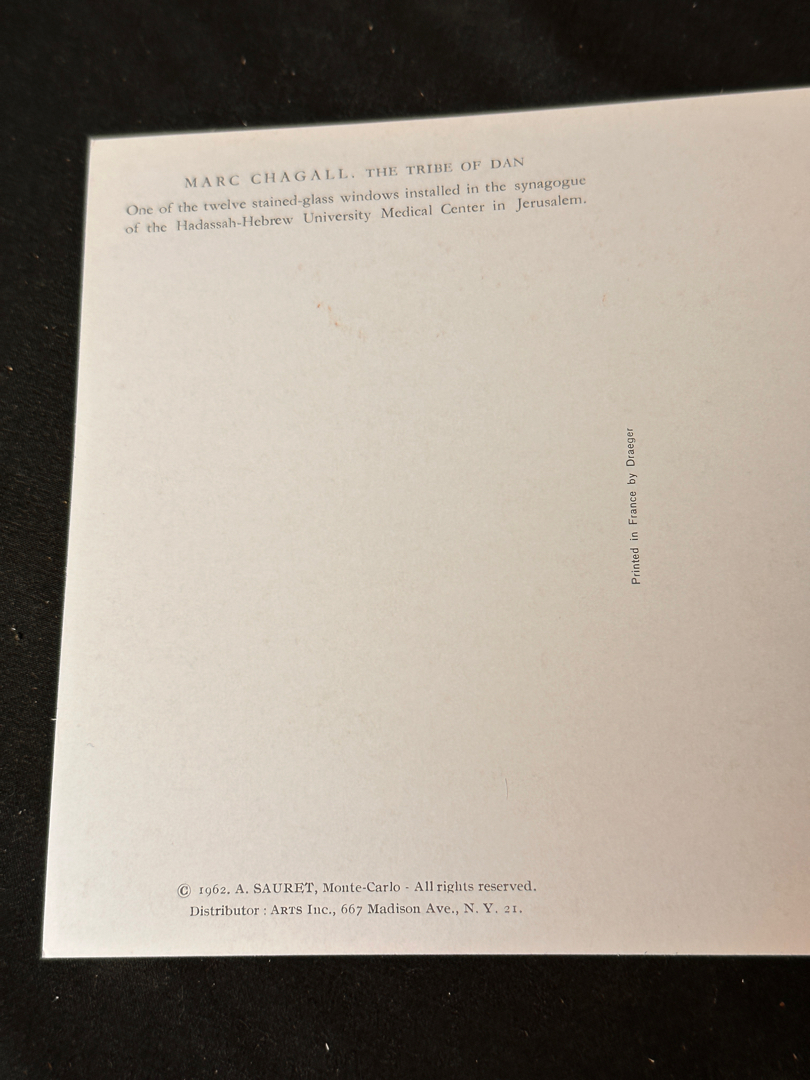 MARC CHAGALL. THE TRIBE OF DAN
One of the twelve stained-glass windows installed in the synagogue
of the Hadassah-Hebrew University Medical Center in Jerusalem.
Printed in France by Draeger
© 1962. A. SAURET, Monte-Carlo - All rights reserved.
Distributor : ARTS Inc., 667 Madison Ave., N. Y. 21.